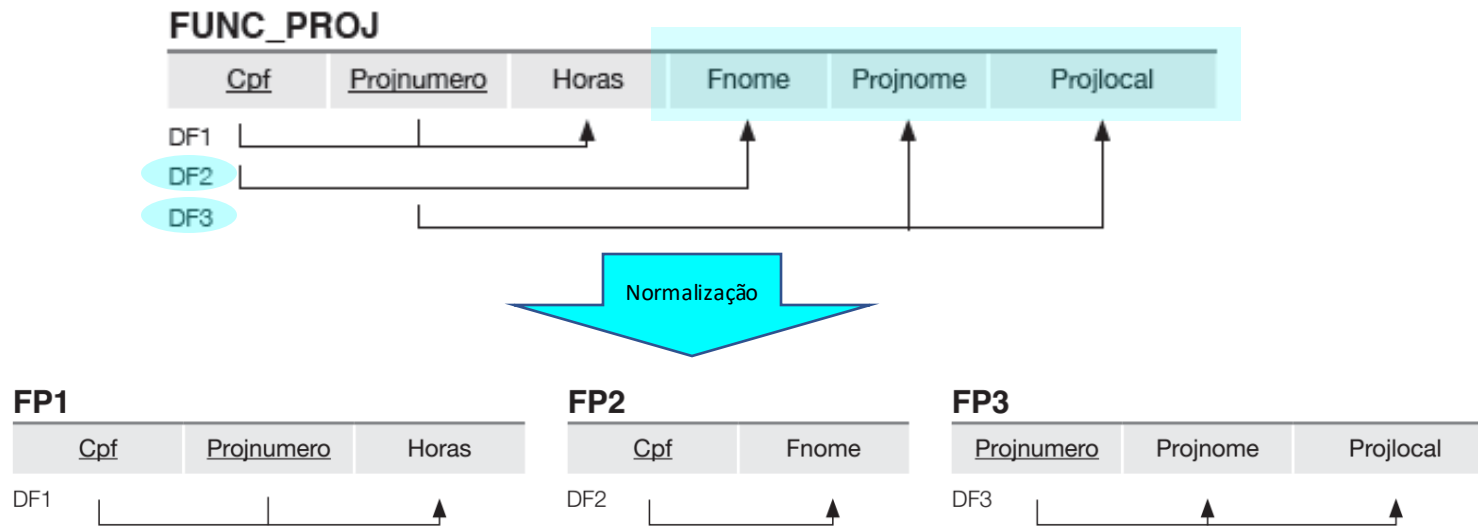 FUNC_PROJ
Cpf Projnumero Horas Fnome Projnome Projlocal
DF1
DF2
DF3
Normalização
FP1 FP2 FP3
Cpf Projnumero Horas Cpf Fnome Projnumero Projnome Projlocal
DF1 DF2 DF3